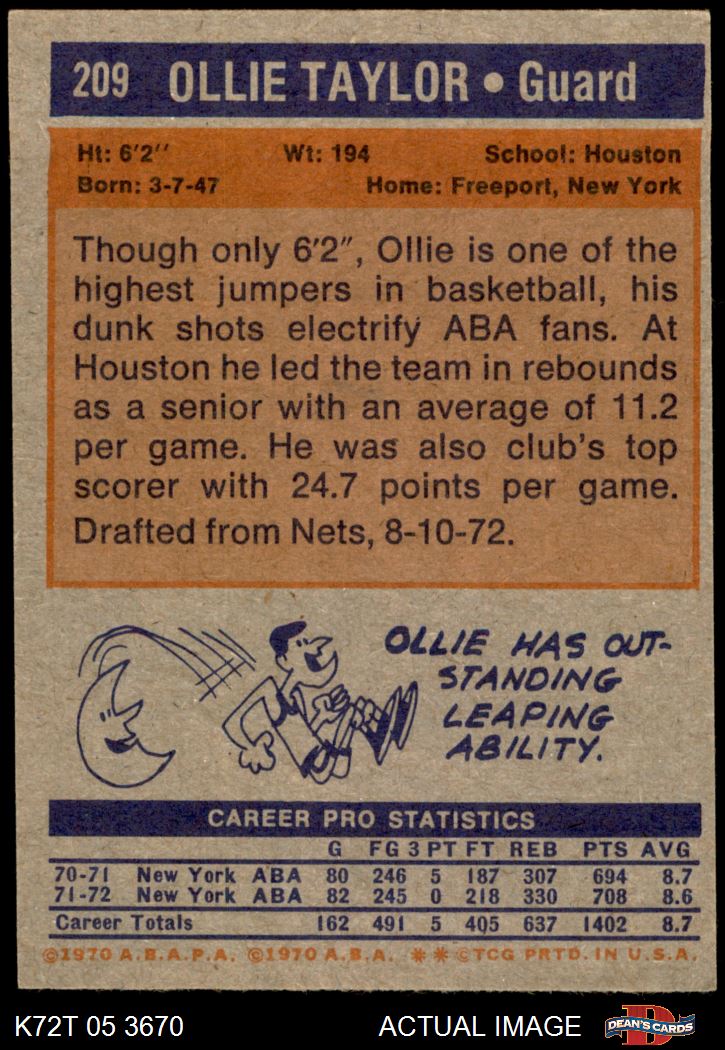 209 OLLIE TAYLOR • Guard
Ht: 6'2'' Wt: 194 School: Houston
Born: 3-7-47 Home: Freeport, New York
Though only 6'2", Ollie is one of the
highest jumpers in basketball, his
dunk shots electrify ABA fans. At
Houston he led the team in rebounds
as a senior with an average of 11.2
per game. He was also club's top
scorer with 24.7 points per game.
Drafted from Nets, 8-10-72.
OLLIE HAS OUT-
STANDING
LEAPING
ABILITY.
CAREER PRO STATISTICS
G FG 3 PT FT REB PTS AVG
70-71 New York ABA 80 246 5 187 307 694 8.7
71-72 New York ABA 82 245 0 218 330 708 8.6
Career Totals 162 491 5 405 637 1402 8.7
©1970 A.B.A.P.A. ©1970 A.B.A. ** ©TCG PRTD. IN U.S.A.
K72T 05 3670 ACTUAL IMAGE D DEAN'S CARDS